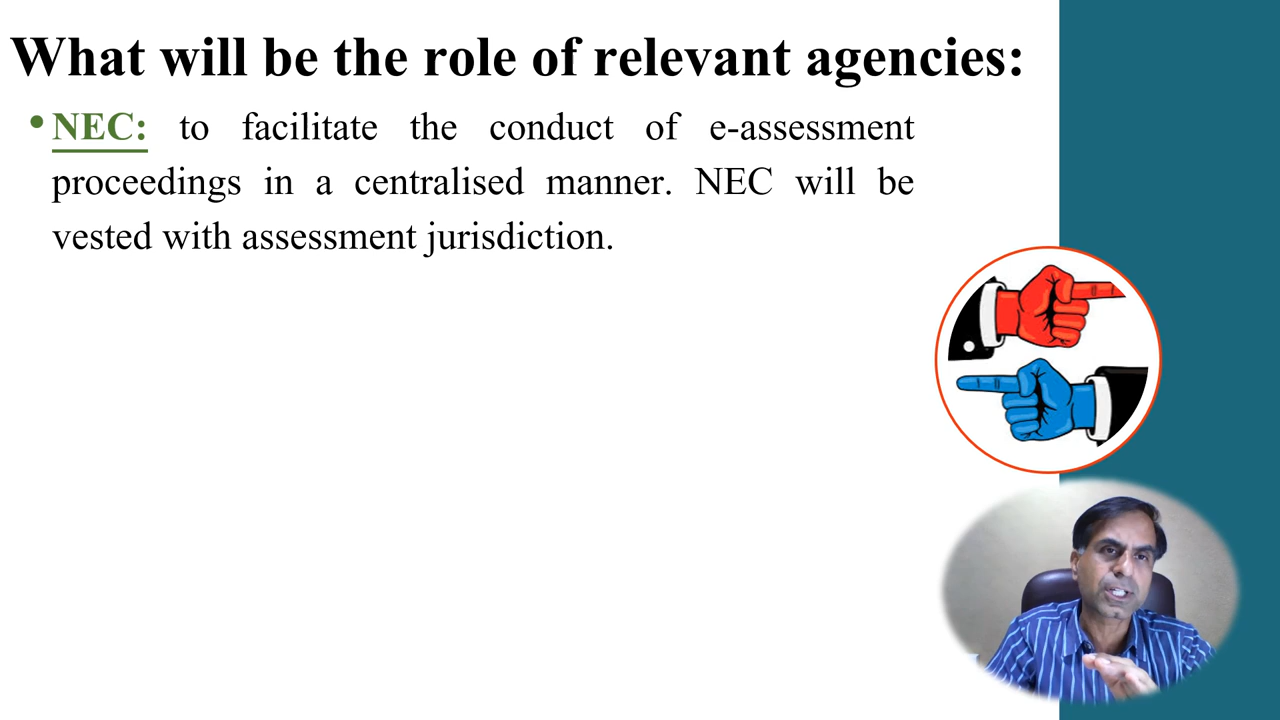 What will be the role of relevant agencies:
• NEC: to facilitate the conduct of e-assessment
proceedings in a centralised manner. NEC will be
vested with assessment jurisdiction.